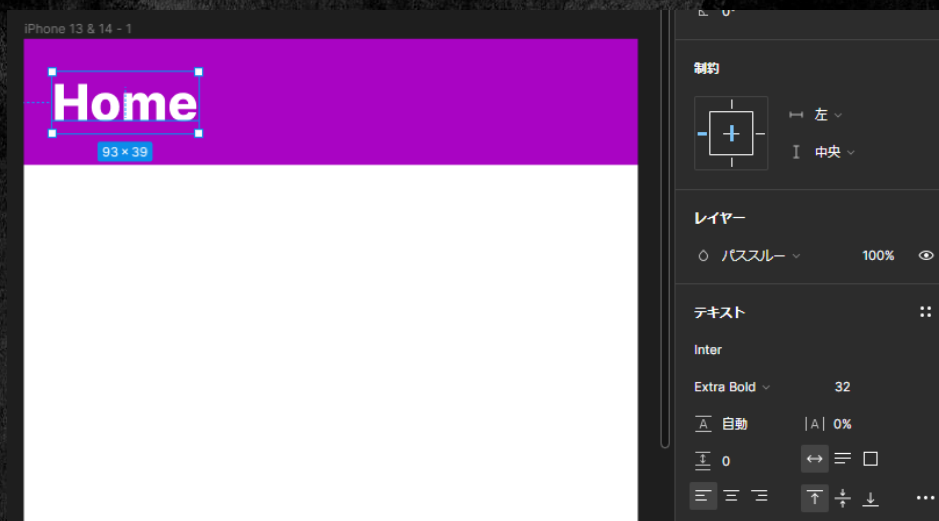 iPhone 13 & 14 - 1
Home
93 × 39
0°
制約
左
中央
レイヤー
パススルー 100%
テキスト
Inter
Extra Bold 32
自動 |A| 0%
0